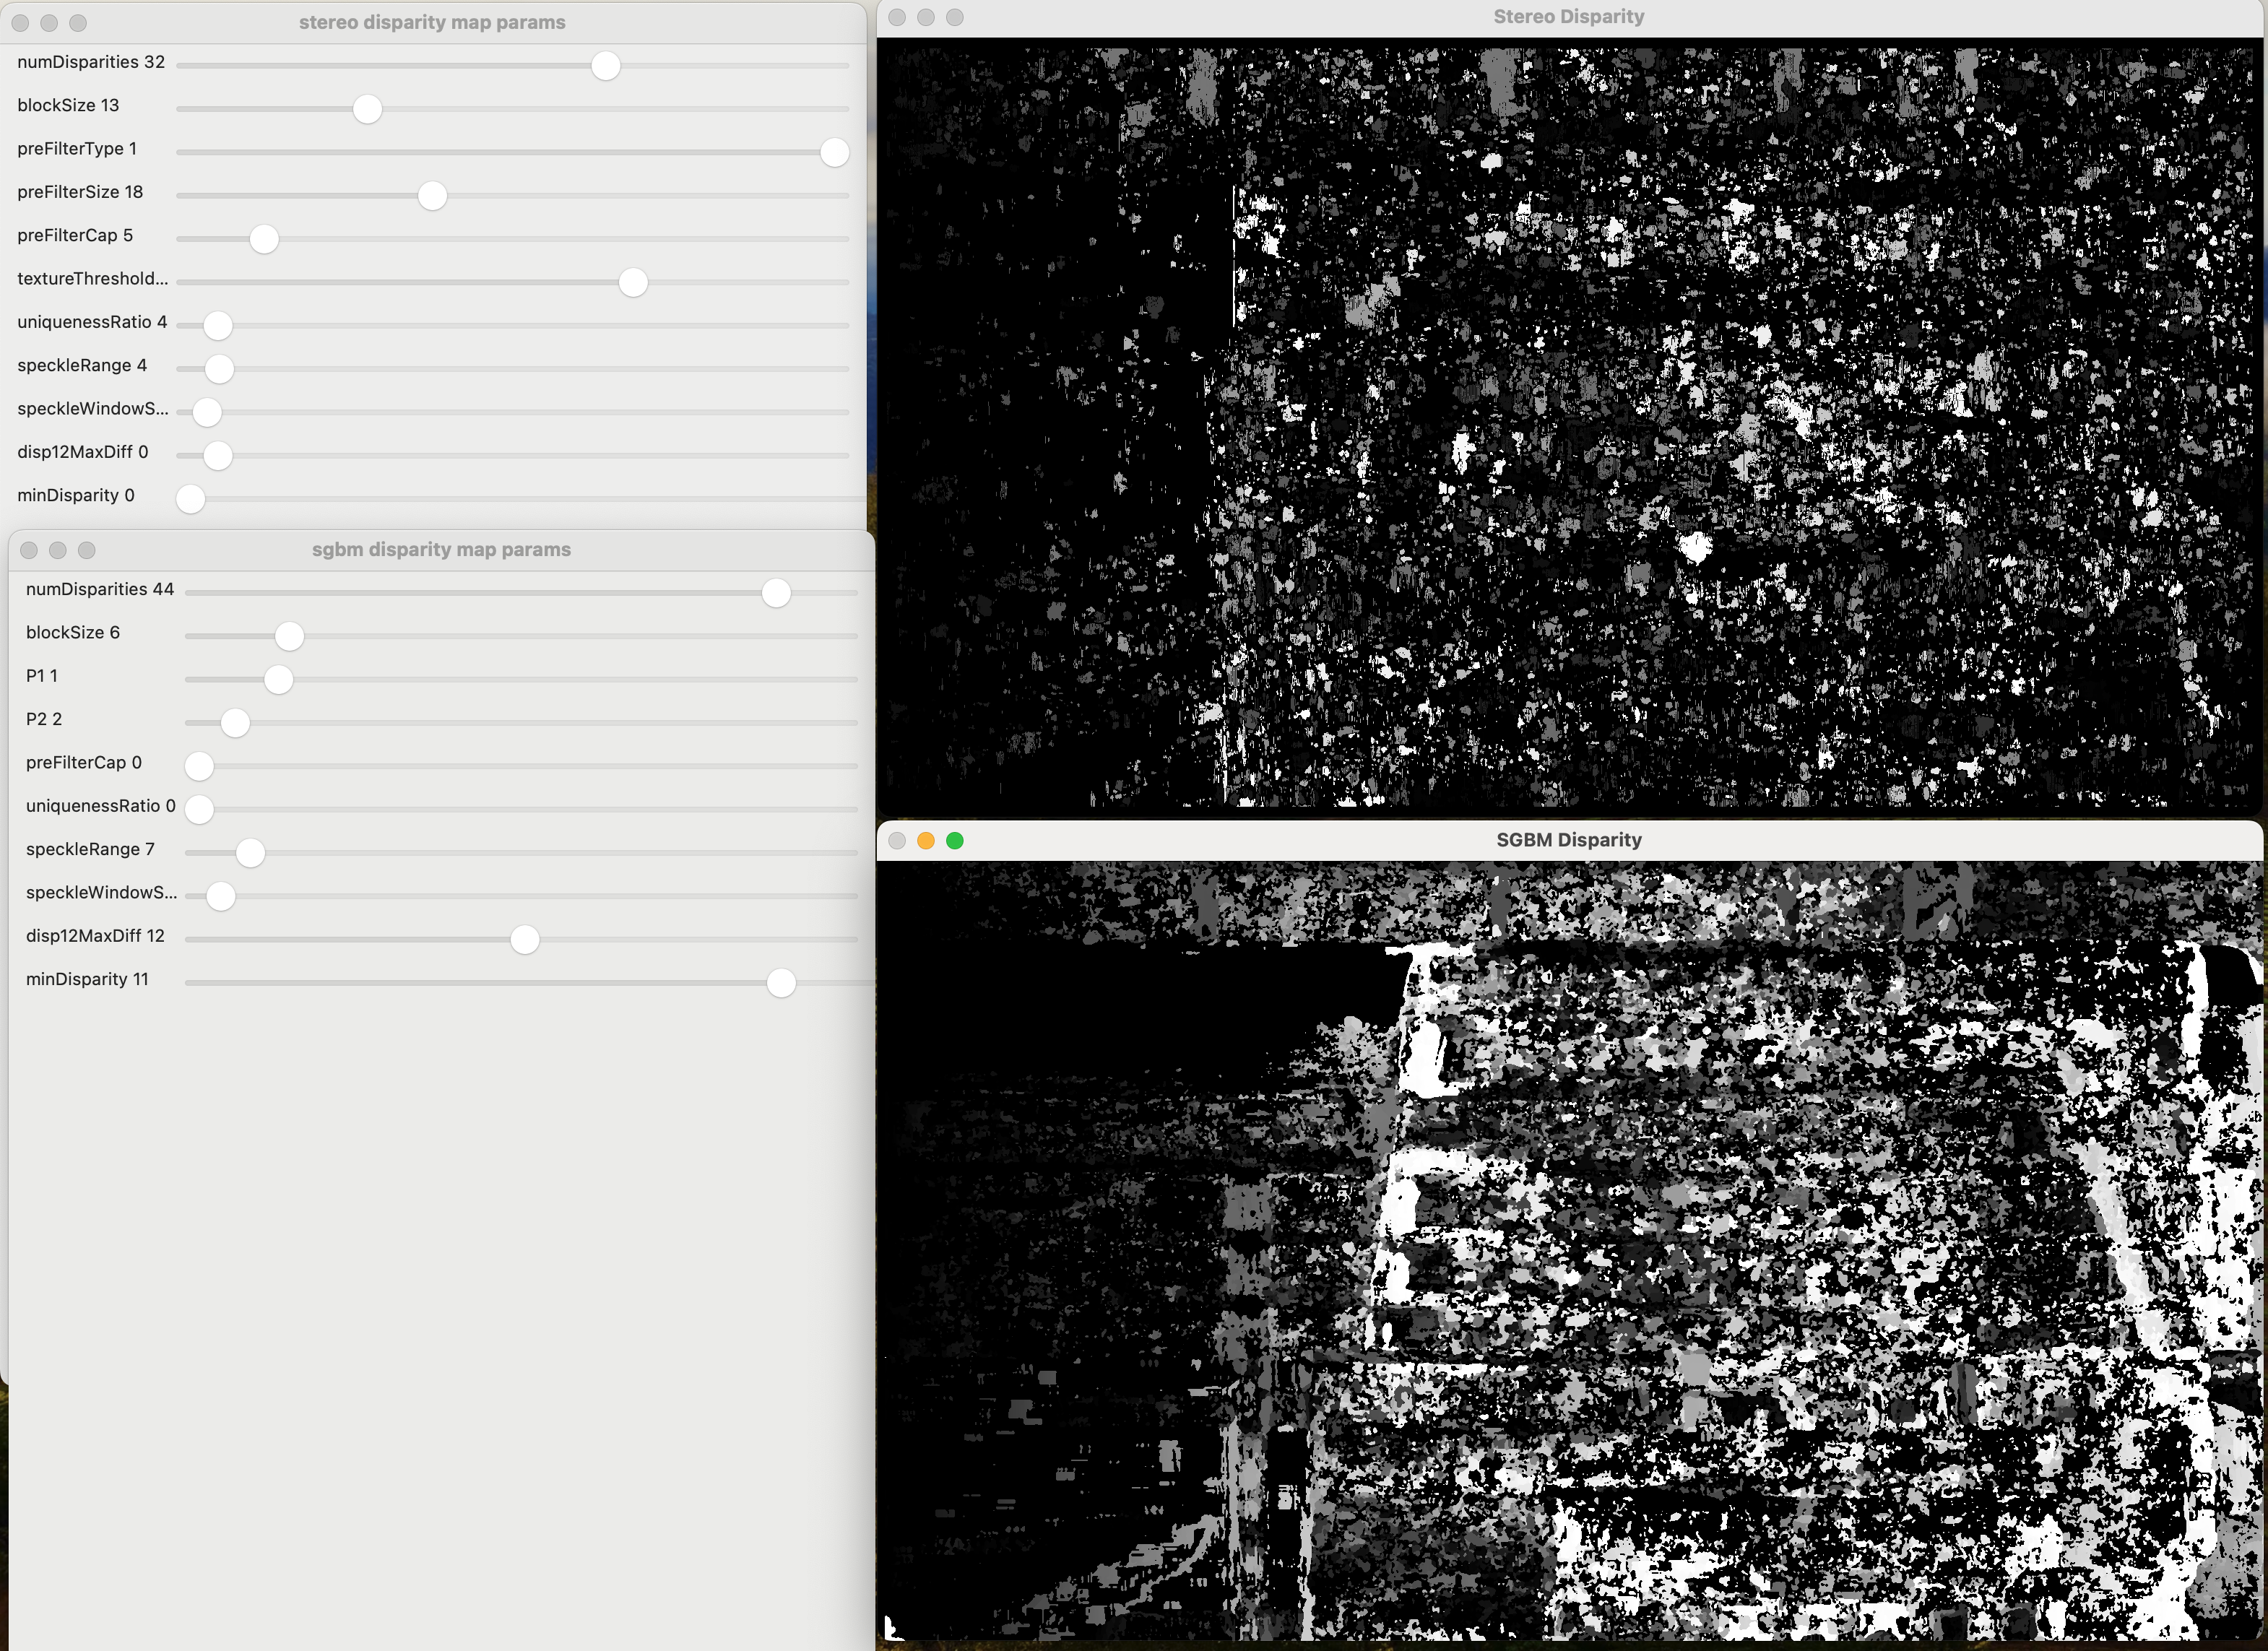 stereo disparity map params
numDisparities 32
blockSize 13
preFilterType 1
preFilterSize 18
preFilterCap 5
textureThreshold...
uniquenessRatio 4
speckleRange 4
speckleWindowS...
disp12MaxDiff 0
minDisparity 0
sgbm disparity map params
numDisparities 44
blockSize 6
P1 1
P2 2
preFilterCap 0
uniquenessRatio 0
speckleRange 7
speckleWindowS...
disp12MaxDiff 12
minDisparity 11
Stereo Disparity
SGBM Disparity